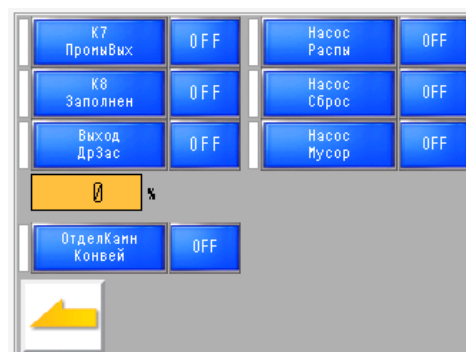 К7
ПромыВых
OFF
Насос
Распы
OFF
К8
Заполнен
OFF
Насос
Сброс
OFF
Выход
ДрЗас
OFF
Насос
Мусор
OFF
0 %
ОтделКамн
Конвей
OFF